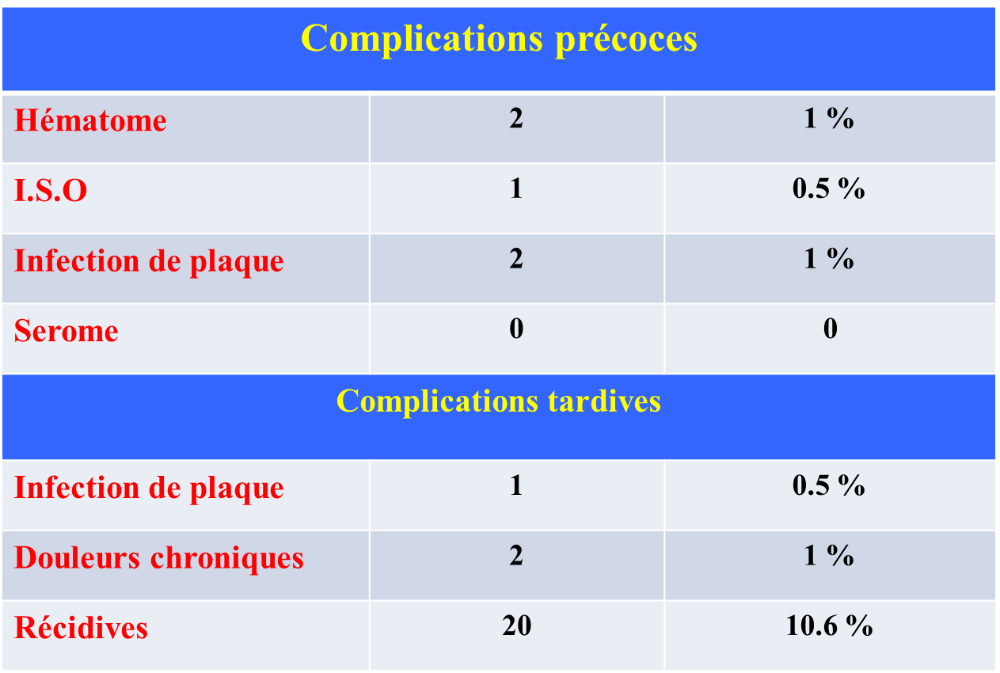 Complications précoces
Hématome 2 1 %
I.S.O 1 0.5 %
Infection de plaque 2 1 %
Serome 0 0
Complications tardives
Infection de plaque 1 0.5 %
Douleurs chroniques 2 1 %
Récidives 20 10.6 %